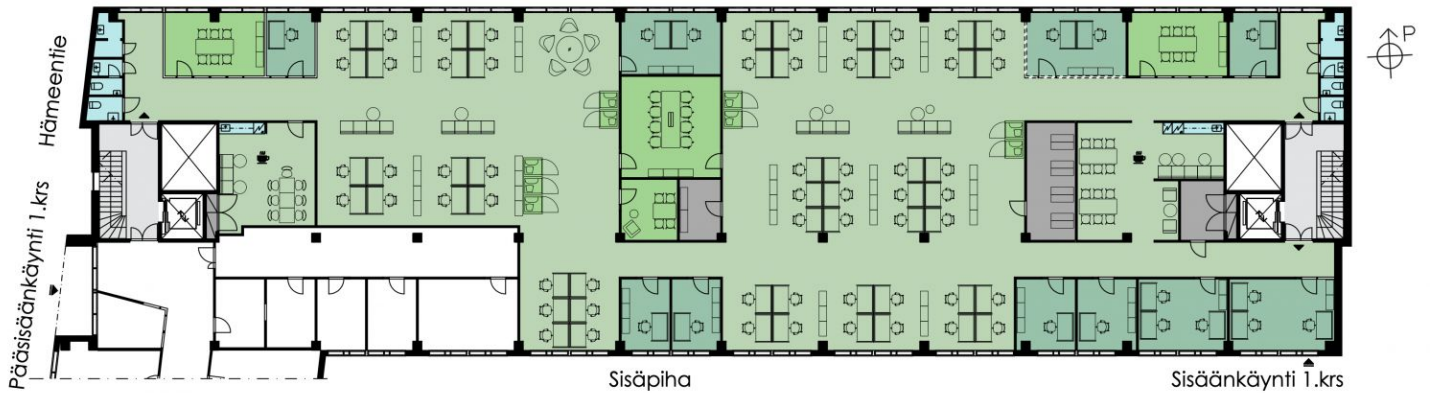 P
Hämeentie
Pääsisäänkäynti 1.krs
Sisäpiha
Sisäänkäynti 1.krs